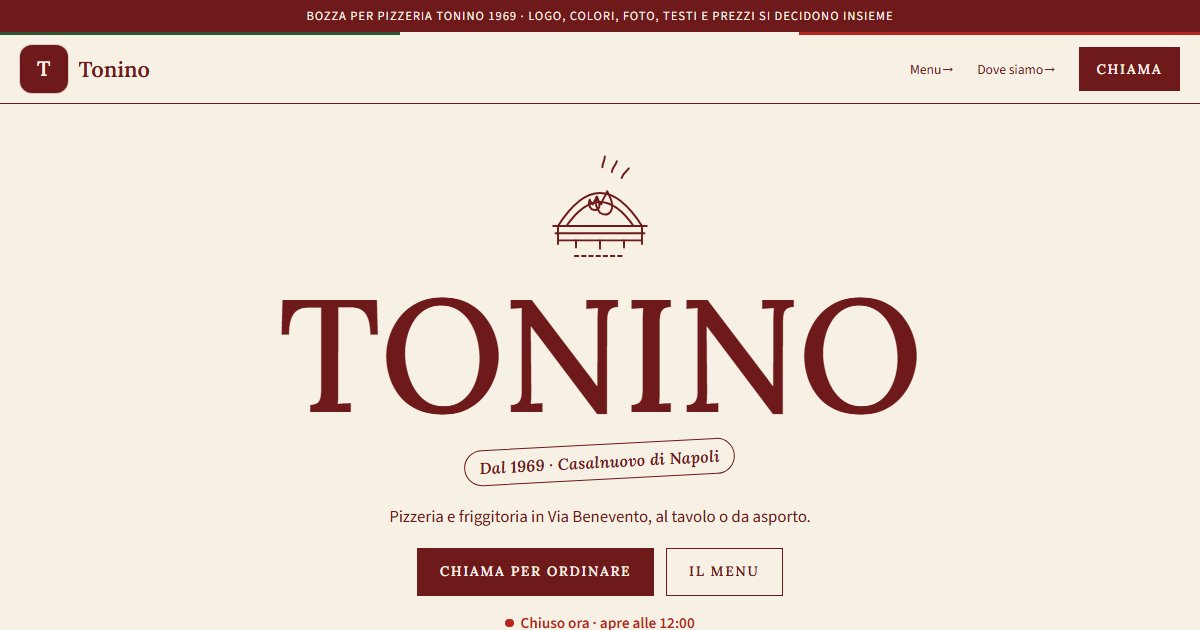 BOZZA PER PIZZERIA TONINO 1969 · LOGO, COLORI, FOTO, TESTI E PREZZI SI DECIDONO INSIEME
T Tonino Menu→ Dove siamo→ CHIAMA
TONINO
Dal 1969 · Casalnuovo di Napoli
Pizzeria e friggitoria in Via Benevento, al tavolo o da asporto.
CHIAMA PER ORDINARE IL MENU
Chiuso ora · apre alle 12:00